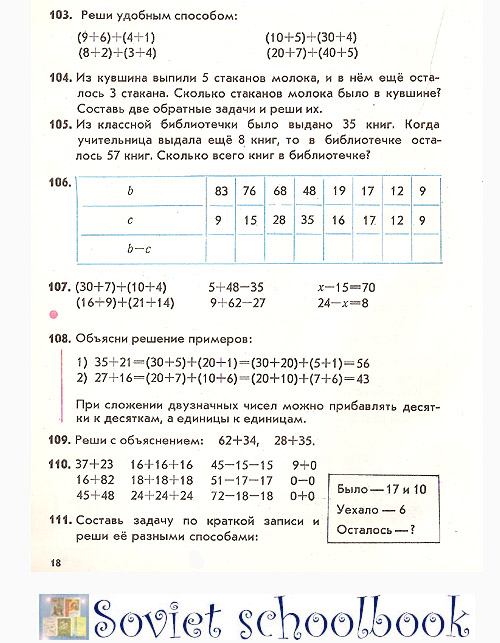 103. Реши удобным способом:
(9+6)+(4+1) (10+5)+(30+4)
(8+2)+(3+4) (20+7)+(40+5)
104. Из кувшина выпили 5 стаканов молока, и в нём ещё оста-
лось 3 стакана. Сколько стаканов молока было в кувшине?
Составь две обратные задачи и реши их.
105. Из классной библиотечки было выдано 35 книг. Когда
учительница выдала ещё 8 книг, то в библиотечке оста-
лось 57 книг. Сколько всего книг в библиотечке?
106. b 83 76 68 48 19 17 12 9
c 9 15 28 35 16 17 12 9
b—c
107. (30+7)+(10+4) 5+48—35 x—15=70
(16+9)+(21+14) 9+62—27 24—x=8
108. Объясни решение примеров:
1) 35+21=(30+5)+(20+1)=(30+20)+(5+1)=56
2) 27+16=(20+7)+(10+6)=(20+10)+(7+6)=43
При сложении двузначных чисел можно прибавлять десят-
ки к десяткам, а единицы к единицам.
109. Реши с объяснением: 62+34, 28+35.
110. 37+23 16+16+16 45—15—15 9+0
16+82 18+18+18 51—17—17 0—0
45+48 24+24+24 72—18—18 0+0
111. Составь задачу по краткой записи и
реши её разными способами:
Было — 17 и 10
Уехало — 6
Осталось — ?
18
Soviet schoolbook